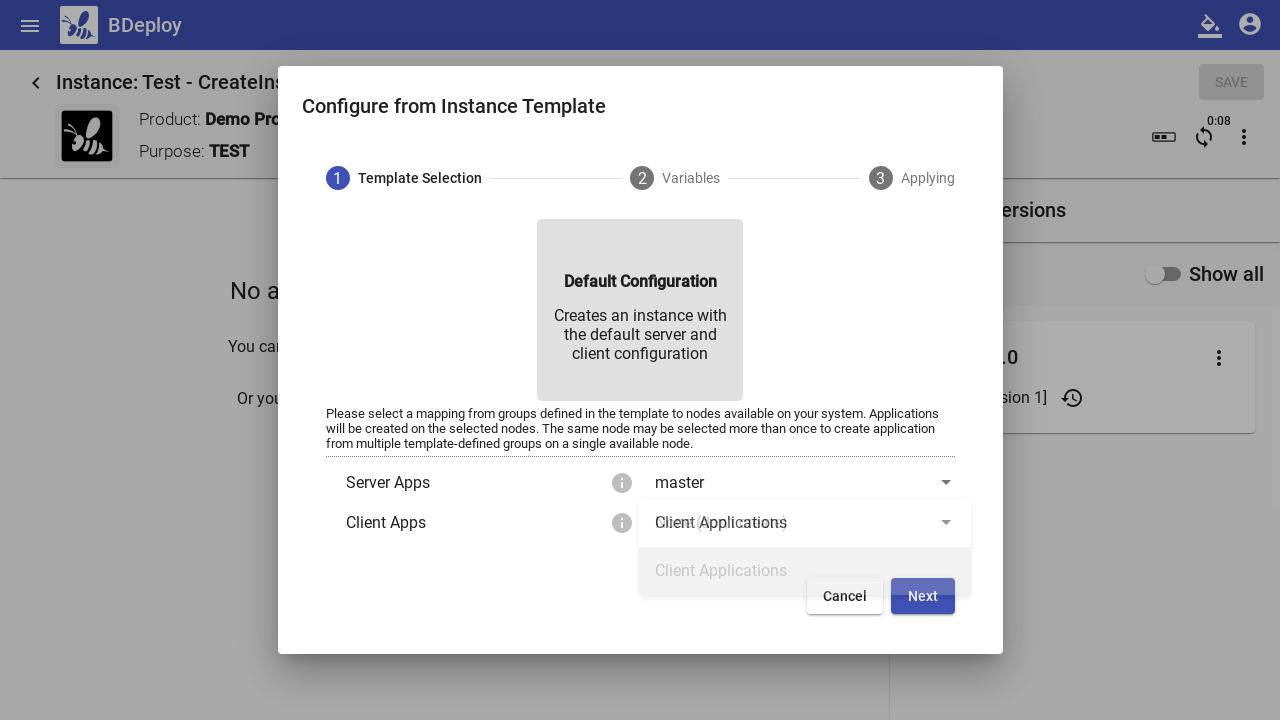 BDeploy
Instance: Test - CreateIns
SAVE
Product: Demo Pro
Purpose: TEST
0:08
Configure from Instance Template
1 Template Selection
2 Variables
3 Applying
Default Configuration
Creates an instance with
the default server and
client configuration
Please select a mapping from groups defined in the template to nodes available on your system. Applications
will be created on the selected nodes. The same node may be selected more than once to create application
from multiple template-defined groups on a single available node.
Server Apps
master
Client Apps
Client Applications
Client Applications
Cancel
Next
No a
You can
Or you
ersions
Show all
.0
sion 1]